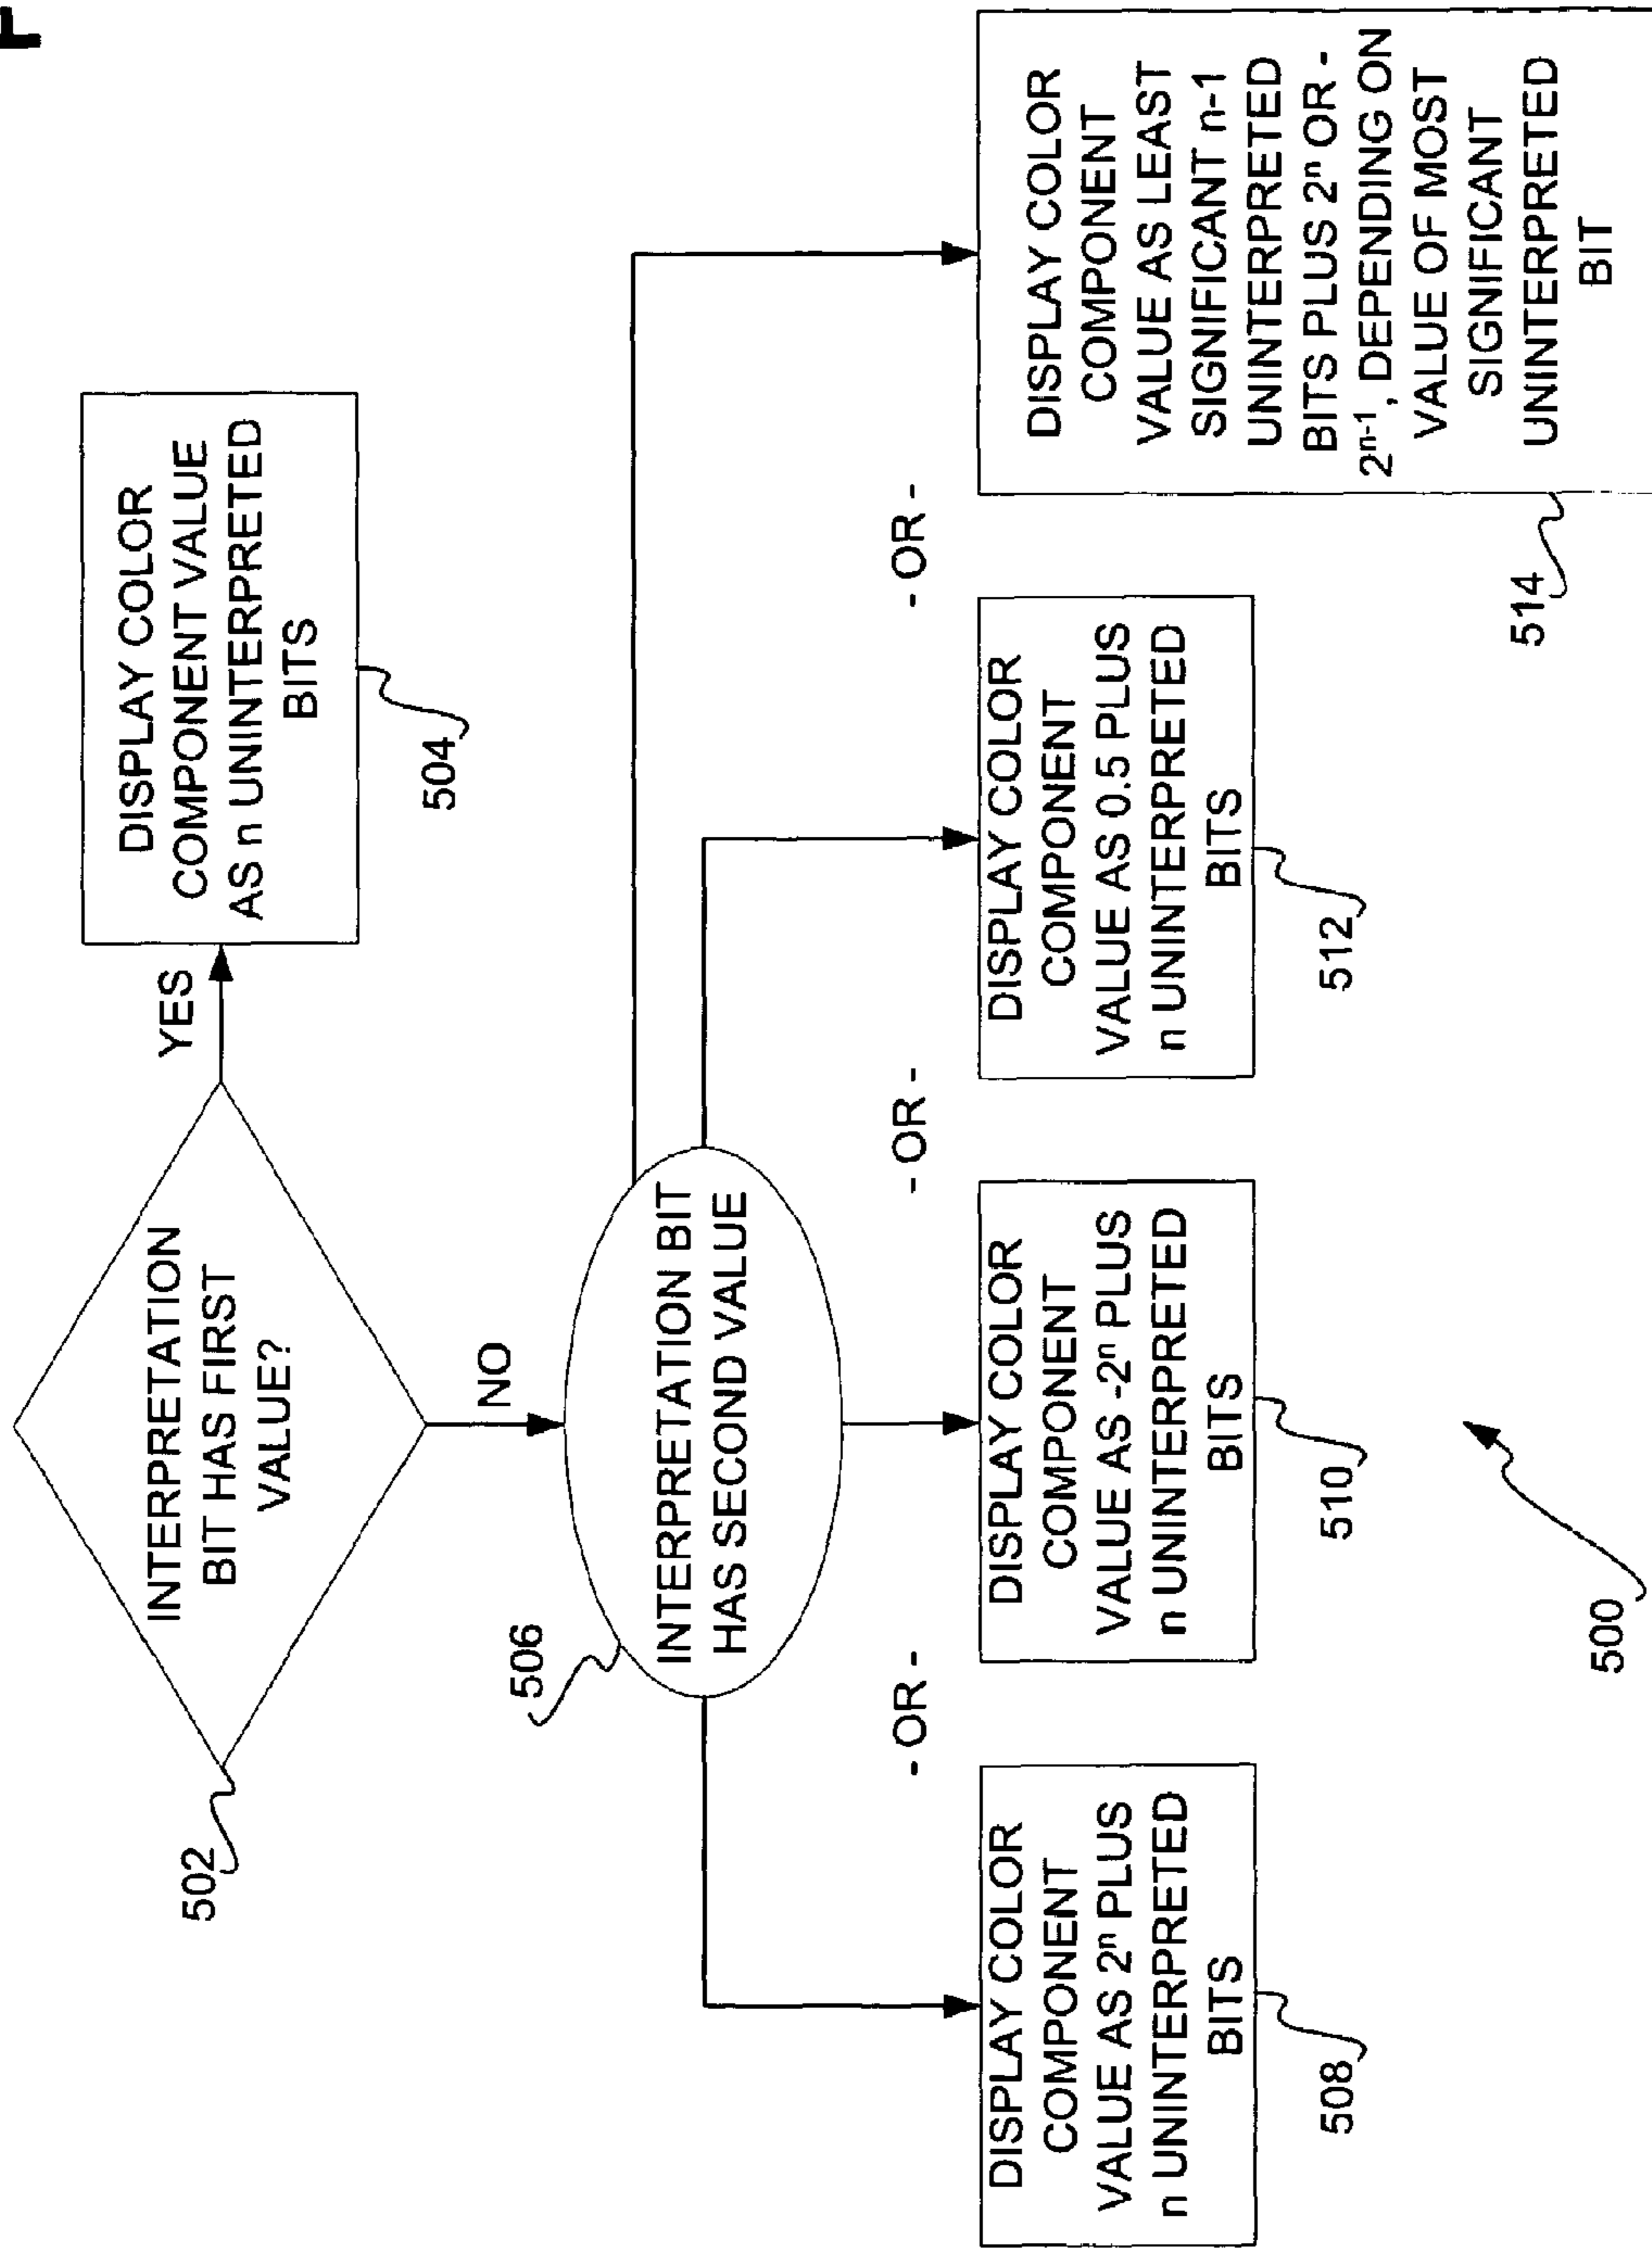 INTERPRETATION
BIT HAS FIRST
VALUE?
502
YES
DISPLAY COLOR
COMPONENT VALUE
AS n UNINTERPRETED
BITS
504
NO
506
INTERPRETATION BIT
HAS SECOND VALUE
DISPLAY COLOR
COMPONENT
VALUE AS 2ⁿ PLUS
n UNINTERPRETED
BITS
508
- OR -
DISPLAY COLOR
COMPONENT
VALUE AS -2ⁿ PLUS
n UNINTERPRETED
BITS
510
- OR -
DISPLAY COLOR
COMPONENT
VALUE AS 0.5 PLUS
n UNINTERPRETED
BITS
512
- OR -
DISPLAY COLOR
COMPONENT
VALUE AS LEAST
SIGNIFICANT n-1
UNINTERPRETED
BITS PLUS 2ⁿ OR -
2ⁿ⁻¹, DEPENDING ON
VALUE OF MOST
SIGNIFICANT
UNINTERPRETED
BIT
514
500